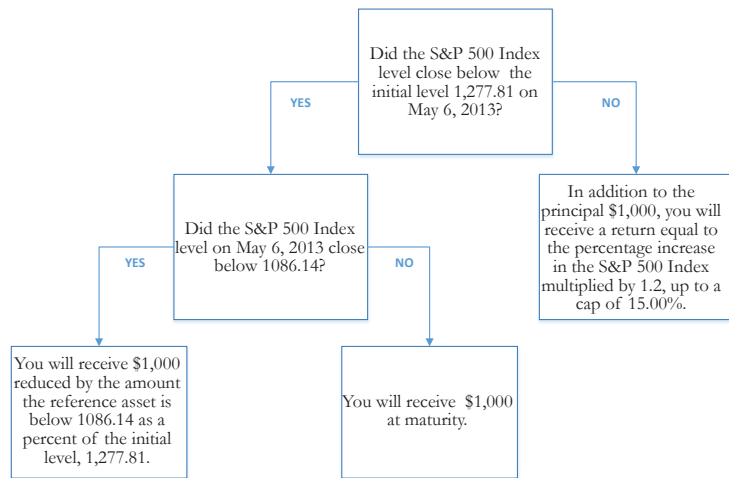 Did the S&P 500 Index
level close below the
initial level 1,277.81 on
May 6, 2013?
YES
NO
Did the S&P 500 Index
level on May 6, 2013 close
below 1086.14?
In addition to the
principal $1,000, you will
receive a return equal to
the percentage increase
in the S&P 500 Index
multiplied by 1.2, up to a
cap of 15.00%.
YES
NO
You will receive $1,000
reduced by the amount
the reference asset is
below 1086.14 as a
percent of the initial
level, 1,277.81.
You will receive $1,000
at maturity.